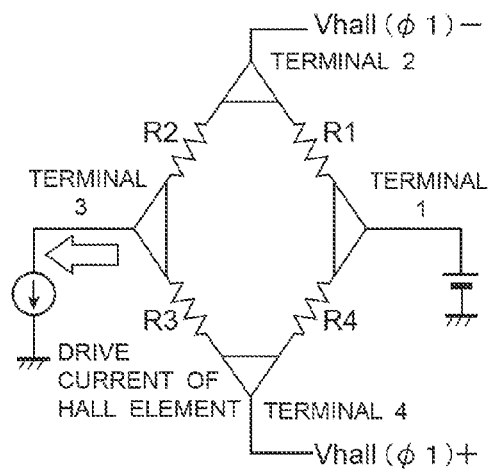 Vhall(ϕ 1)−
TERMINAL 2
R2
R1
TERMINAL
3
TERMINAL
1
R3
R4
DRIVE
CURRENT OF
HALL ELEMENT
TERMINAL 4
Vhall(ϕ 1)+